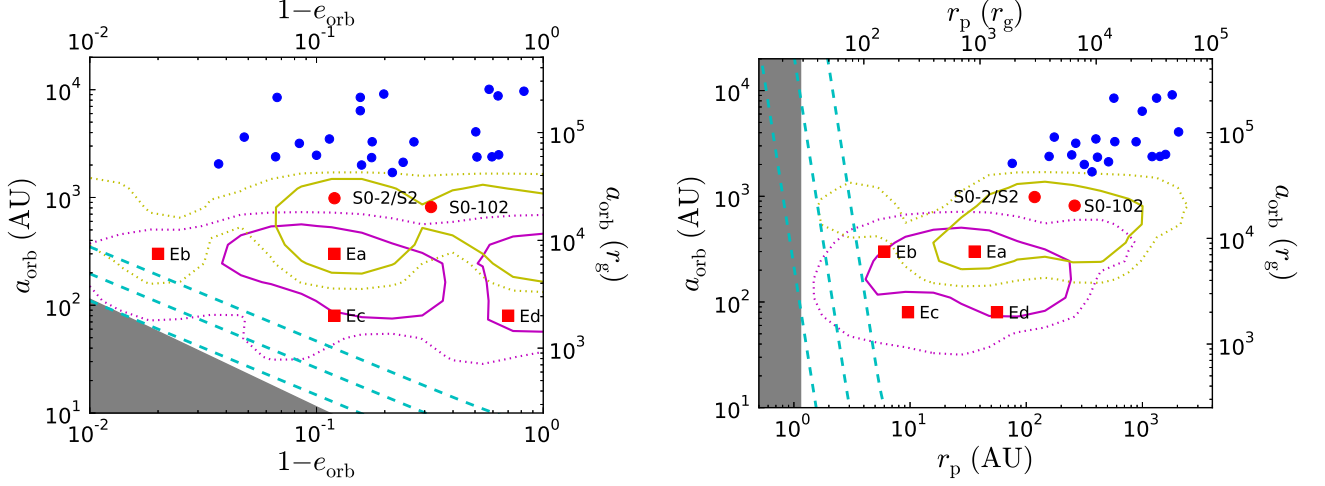 1−e_orb
10^-2 10^-1 10^0
10^4
10^3
10^2
10^1
a_orb (AU)
10^5
10^4
10^3
a_orb (r_g)
S0-2/S2
S0-102
Eb
Ea
Ec
Ed
10^-2 10^-1 10^0
1−e_orb
r_p (r_g)
10^2 10^3 10^4 10^5
10^4
10^3
10^2
10^1
a_orb (AU)
10^5
10^4
10^3
a_orb (r_g)
S0-2/S2
S0-102
Eb
Ea
Ec
Ed
10^0 10^1 10^2 10^3
r_p (AU)